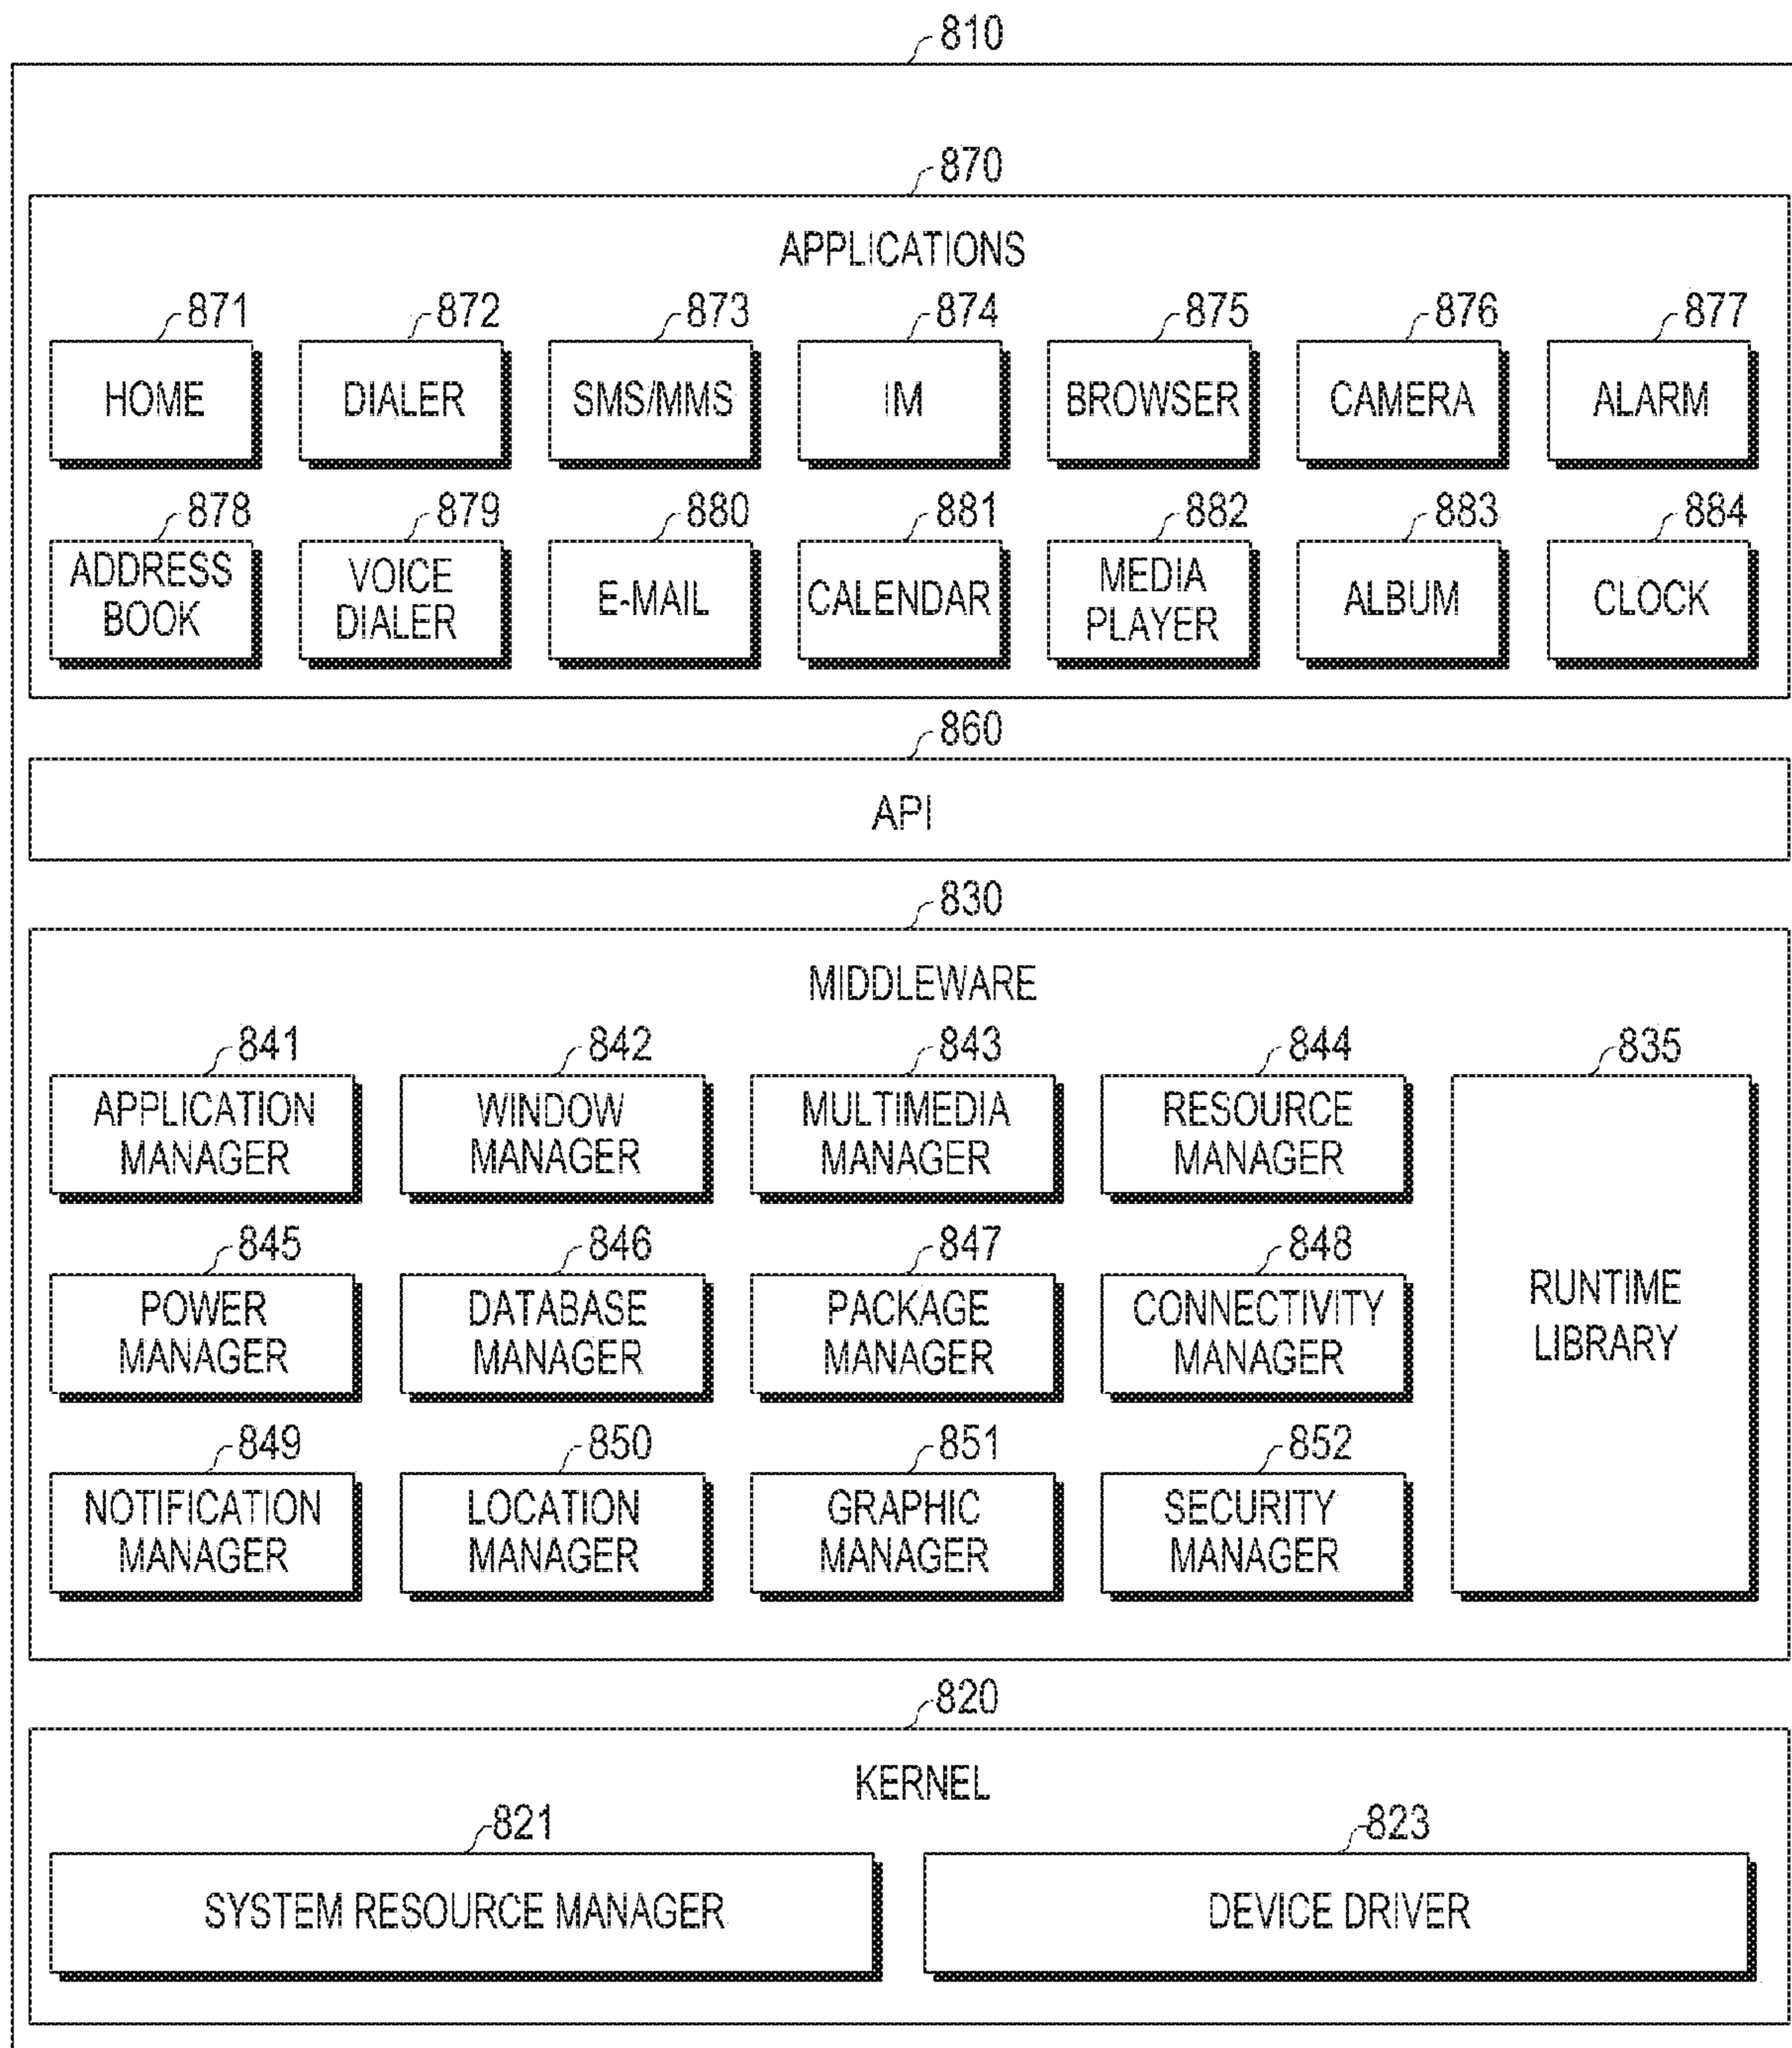 810
870
APPLICATIONS
871 872 873 874 875 876 877
HOME DIALER SMS/MMS IM BROWSER CAMERA ALARM
878 879 880 881 882 883 884
ADDRESS
BOOK
VOICE
DIALER
E-MAIL
CALENDAR
MEDIA
PLAYER
ALBUM
CLOCK
860
API
830
MIDDLEWARE
841 842 843 844 835
APPLICATION
MANAGER
WINDOW
MANAGER
MULTIMEDIA
MANAGER
RESOURCE
MANAGER
845 846 847 848
POWER
MANAGER
DATABASE
MANAGER
PACKAGE
MANAGER
CONNECTIVITY
MANAGER
RUNTIME
LIBRARY
849 850 851 852
NOTIFICATION
MANAGER
LOCATION
MANAGER
GRAPHIC
MANAGER
SECURITY
MANAGER
820
KERNEL
821 823
SYSTEM RESOURCE MANAGER
DEVICE DRIVER